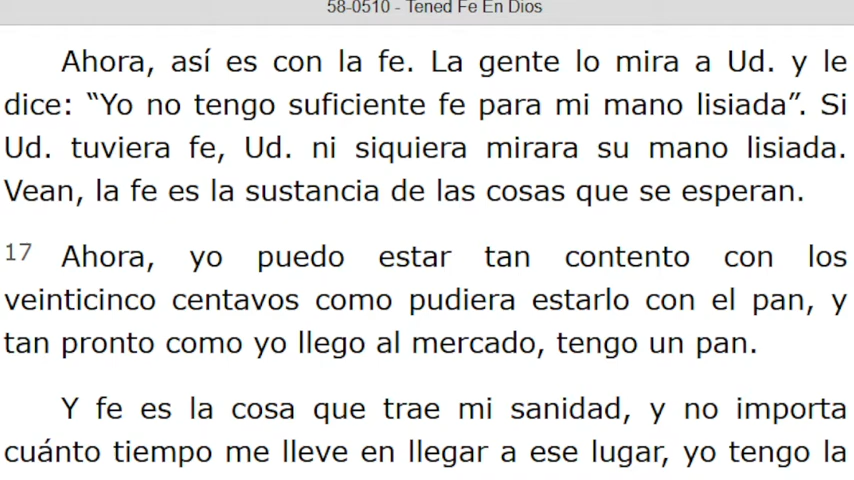 58-0510 - Tened Fe En Dios
Ahora, así es con la fe. La gente lo mira a Ud. y le
dice: “Yo no tengo suficiente fe para mi mano lisiada”. Si
Ud. tuviera fe, Ud. ni siquiera mirara su mano lisiada.
Vean, la fe es la sustancia de las cosas que se esperan.
17 Ahora, yo puedo estar tan contento con los
veinticinco centavos como pudiera estarlo con el pan, y
tan pronto como yo llego al mercado, tengo un pan.
Y fe es la cosa que trae mi sanidad, y no importa
cuánto tiempo me lleve en llegar a ese lugar, yo tengo la